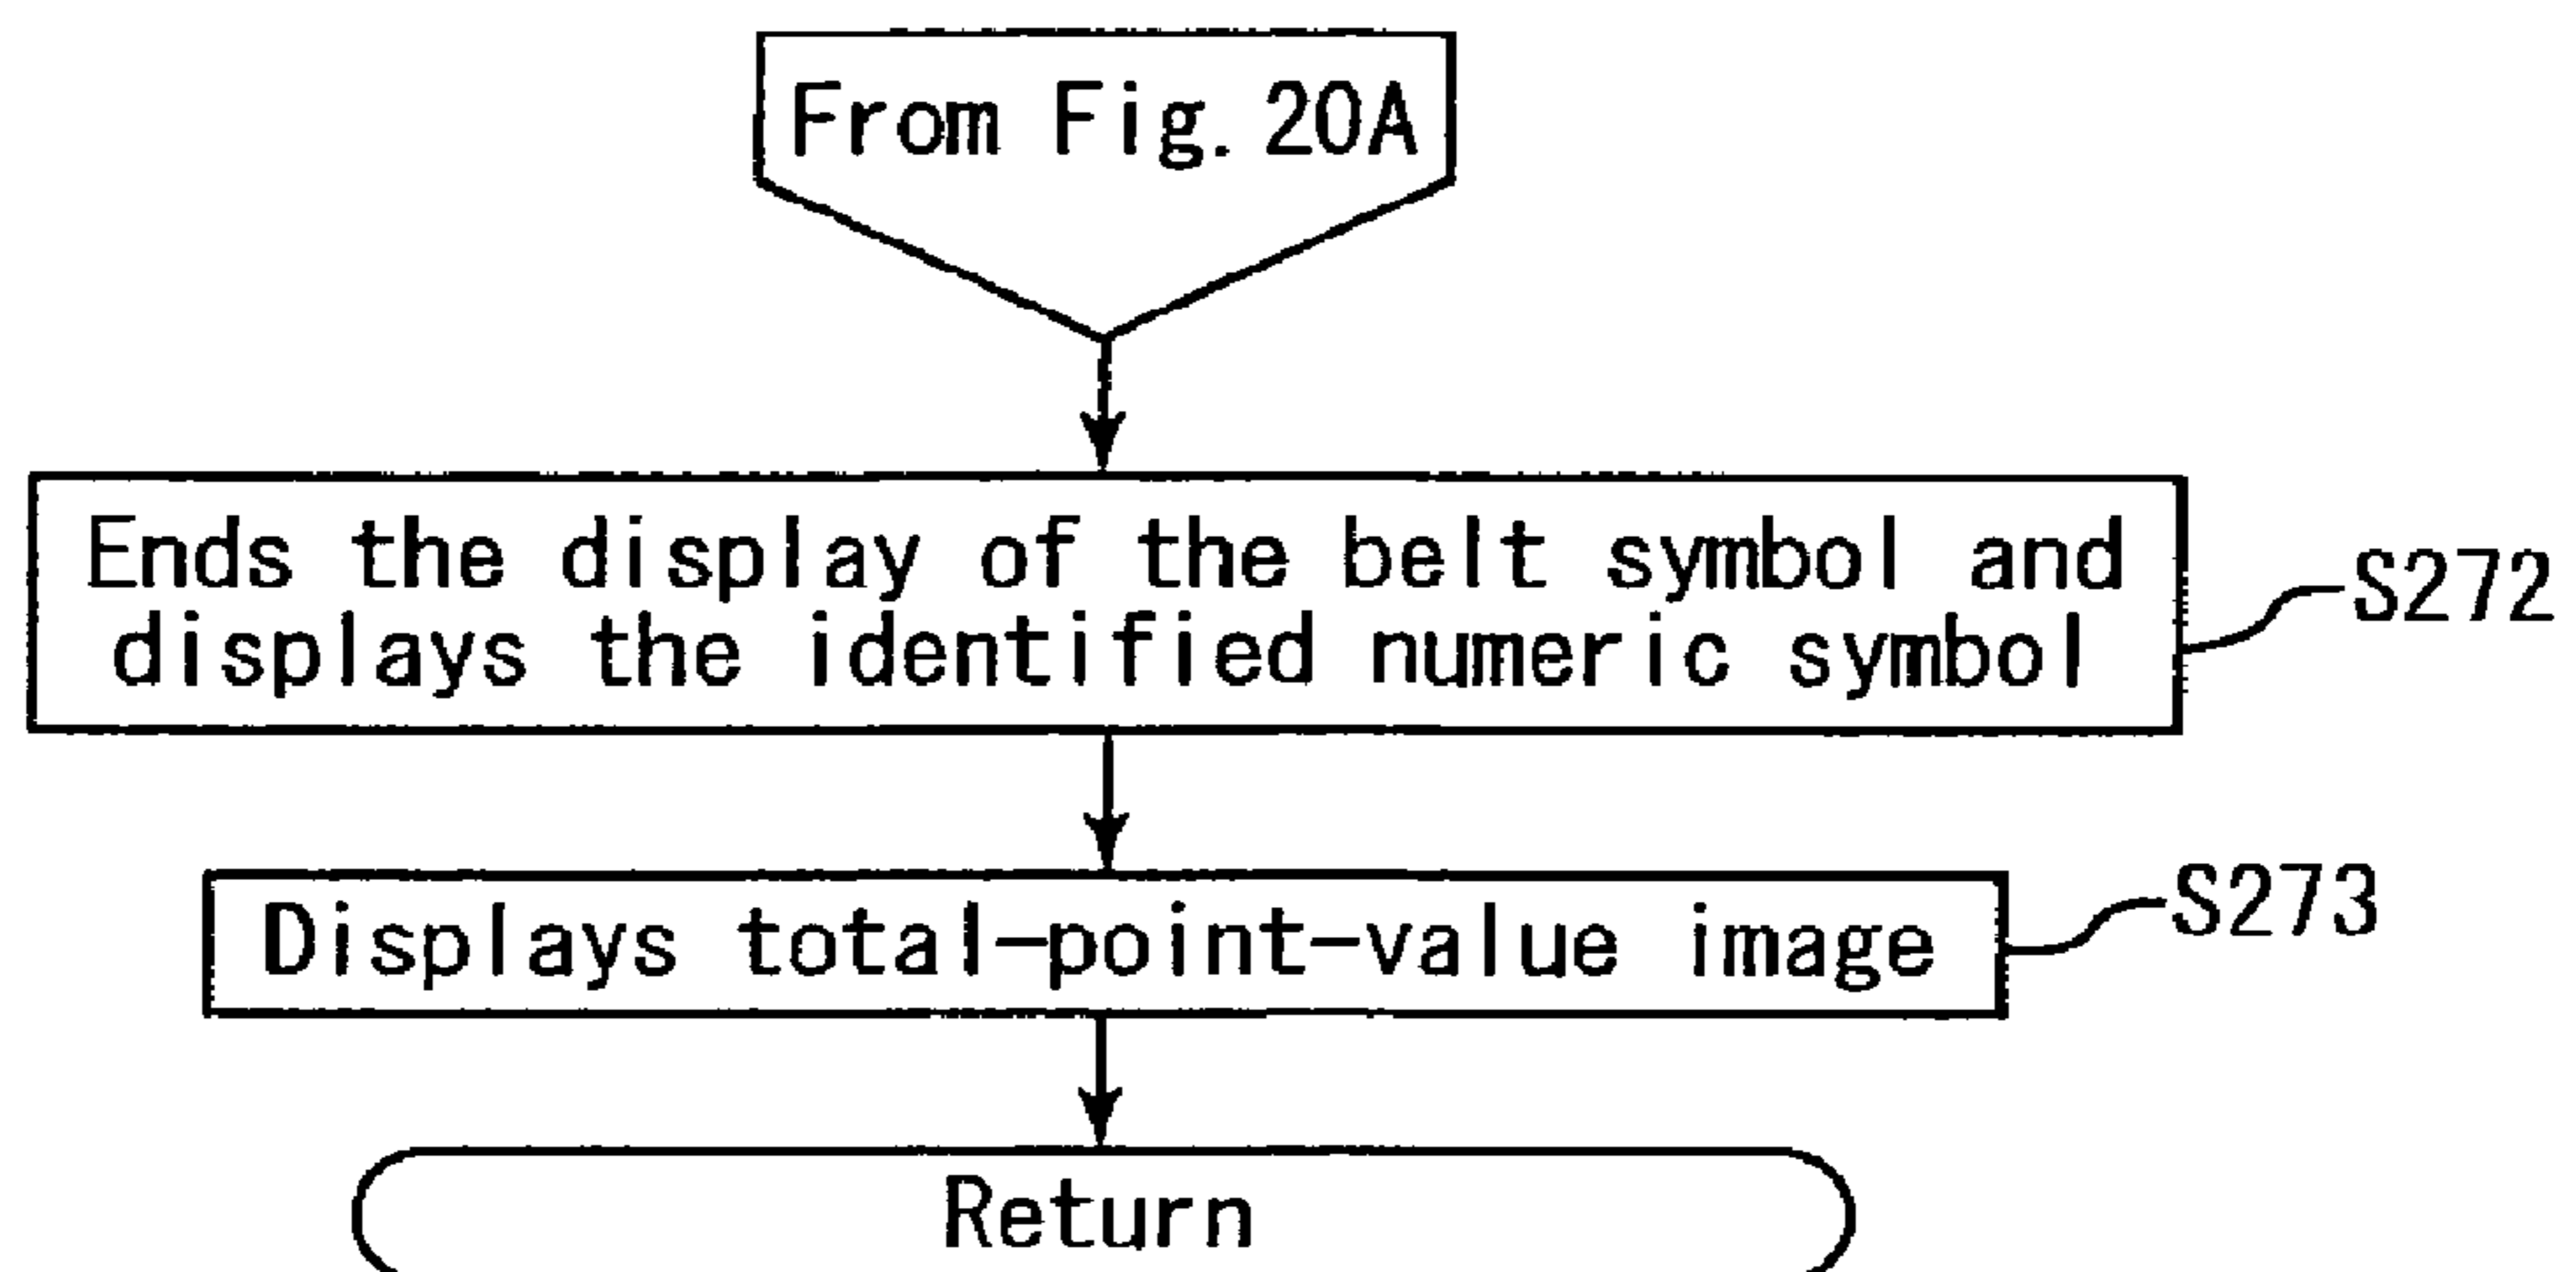 From Fig. 20A
Ends the display of the belt symbol and
displays the identified numeric symbol
S272
Displays total-point-value image
S273
Return